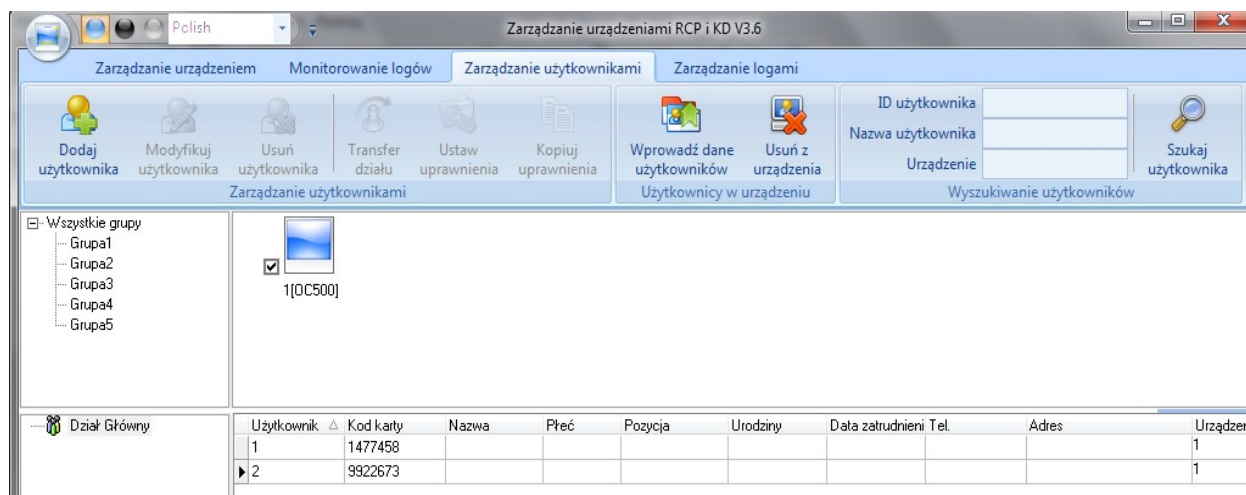 Polish
Zarządzanie urządzeniami RCP i KD V3.6
Zarządzanie urządzeniem Monitorowanie logów Zarządzanie użytkownikami Zarządzanie logami
Dodaj użytkownika
Modyfikuj użytkownika
Usuń użytkownika
Transfer działu
Ustaw uprawnienia
Kopiuj uprawnienia
Zarządzanie użytkownikami
Wprowadź dane użytkowników
Usuń z urządzenia
Użytkownicy w urządzeniu
ID użytkownika
Nazwa użytkownika
Urządzenie
Szukaj użytkownika
Wyszukiwanie użytkowników
Wszystkie grupy
Grupa1
Grupa2
Grupa3
Grupa4
Grupa5
1[OC500]
Dział Główny
Użytkownik Kod karty Nazwa Płeć Pozycja Urodziny Data zatrudnieni Tel. Adres Urządzen
1 1477458 1
2 9922673 1